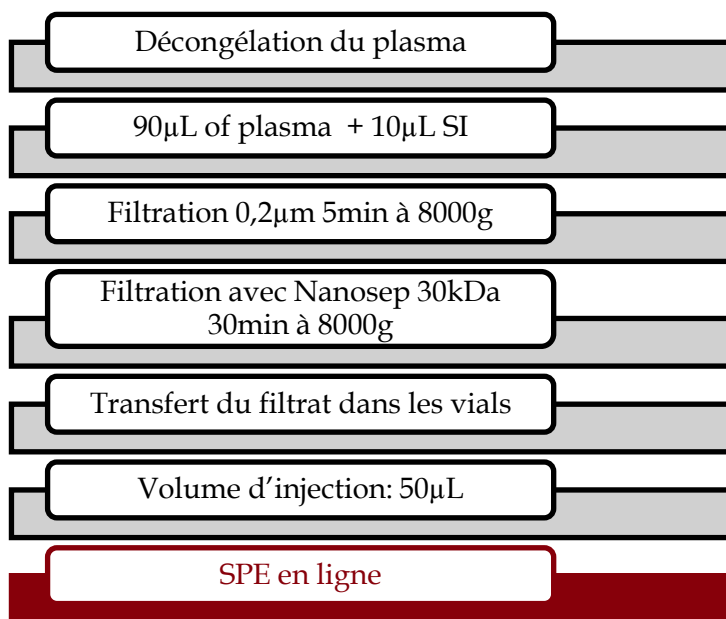 Décongélation du plasma
90µL of plasma + 10µL SI
Filtration 0,2µm 5min à 8000g
Filtration avec Nanosep 30kDa
30min à 8000g
Transfert du filtrat dans les vials
Volume d’injection: 50µL
SPE en ligne